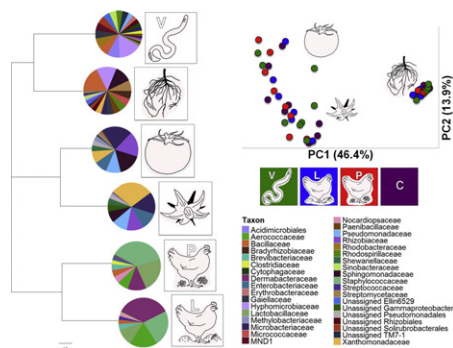 V
P
L
PC1 (46.4%)
PC2 (13.9%)
V
L
P
C
Taxon
Acidimicrobiales
Aerococcaceae
Bacillaceae
Bradyrhizobiaceae
Brevibacteriaceae
Clostridiaceae
Cytophagaceae
Dermabacteraceae
Enterobacteriaceae
Erythrobacteraceae
Gaiellaceae
Hyphomicrobiaceae
Lactobacillaceae
Methylobacteriaceae
Microbacteriaceae
Micrococcaceae
MND1
Nocardiopsaceae
Paenibacillaceae
Pseudomonadaceae
Rhizobiaceae
Rhodobacteraceae
Rhodospirillaceae
Shewanellaceae
Sinobacteraceae
Sphingomonadaceae
Staphylococcaceae
Streptococcaceae
Streptomycetaceae
Unassigned Ellin6529
Unassigned Gammaproteobacter
Unassigned Pseudomonadales
Unassigned Rhizobiales
Unassigned Solirubrobacterales
Unassigned TM7-1
Xanthomonadaceae